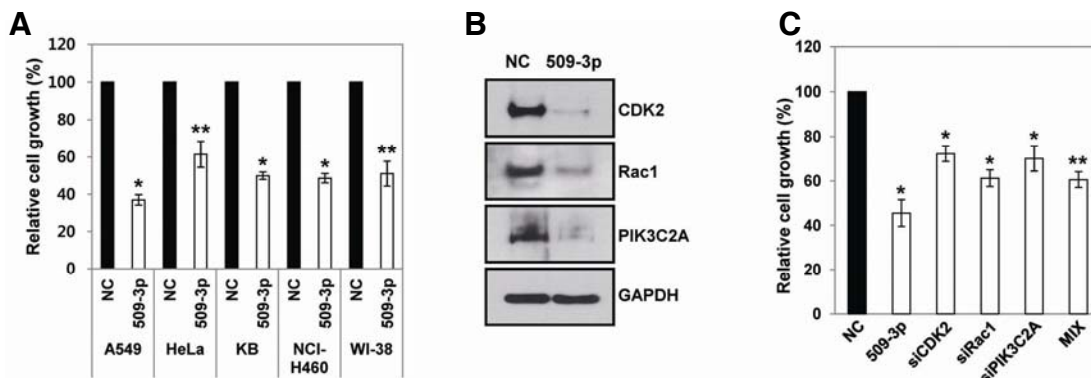 A
Relative cell growth (%)
120
100
80
60
40
20
0
* ** * * **
NC 509-3p NC 509-3p NC 509-3p NC 509-3p NC 509-3p
A549 HeLa KB NCI- WI-38
H460
B
NC 509-3p
CDK2
Rac1
PIK3C2A
GAPDH
C
Relative cell growth (%)
120
100
80
60
40
20
0
* * * * **
NC 509-3p siCDK2 siRac1 siPIK3C2A MIX